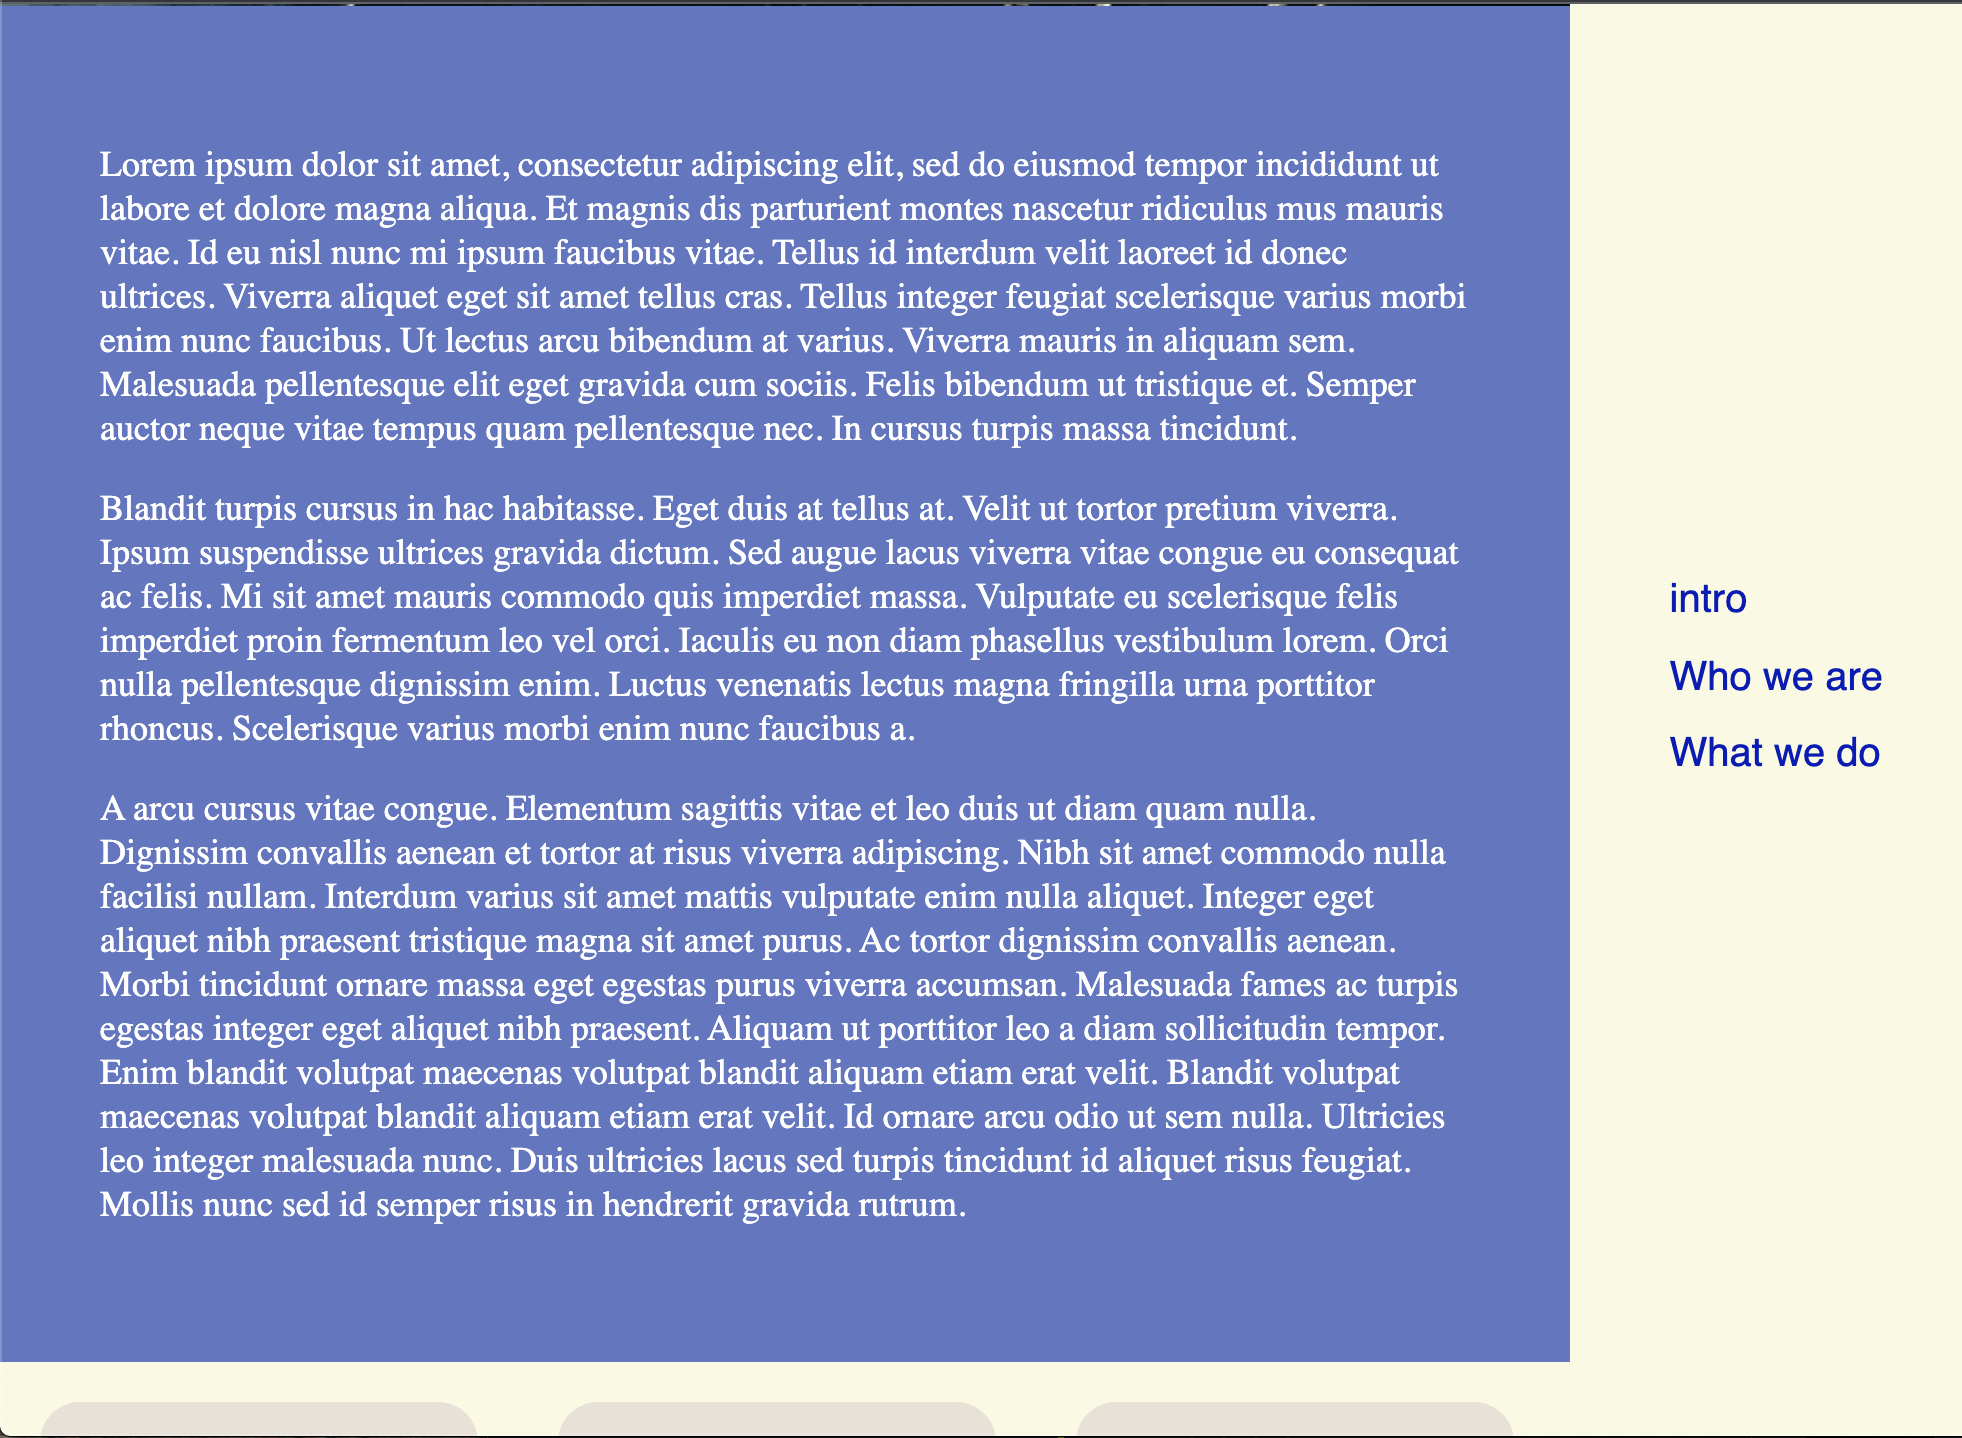 Lorem ipsum dolor sit amet, consectetur adipiscing elit, sed do eiusmod tempor incididunt ut
labore et dolore magna aliqua. Et magnis dis parturient montes nascetur ridiculus mus mauris
vitae. Id eu nisl nunc mi ipsum faucibus vitae. Tellus id interdum velit laoreet id donec
ultrices. Viverra aliquet eget sit amet tellus cras. Tellus integer feugiat scelerisque varius morbi
enim nunc faucibus. Ut lectus arcu bibendum at varius. Viverra mauris in aliquam sem.
Malesuada pellentesque elit eget gravida cum sociis. Felis bibendum ut tristique et. Semper
auctor neque vitae tempus quam pellentesque nec. In cursus turpis massa tincidunt.
Blandit turpis cursus in hac habitasse. Eget duis at tellus at. Velit ut tortor pretium viverra.
Ipsum suspendisse ultrices gravida dictum. Sed augue lacus viverra vitae congue eu consequat
ac felis. Mi sit amet mauris commodo quis imperdiet massa. Vulputate eu scelerisque felis
imperdiet proin fermentum leo vel orci. Iaculis eu non diam phasellus vestibulum lorem. Orci
nulla pellentesque dignissim enim. Luctus venenatis lectus magna fringilla urna porttitor
rhoncus. Scelerisque varius morbi enim nunc faucibus a.
A arcu cursus vitae congue. Elementum sagittis vitae et leo duis ut diam quam nulla.
Dignissim convallis aenean et tortor at risus viverra adipiscing. Nibh sit amet commodo nulla
facilisi nullam. Interdum varius sit amet mattis vulputate enim nulla aliquet. Integer eget
aliquet nibh praesent tristique magna sit amet purus. Ac tortor dignissim convallis aenean.
Morbi tincidunt ornare massa eget egestas purus viverra accumsan. Malesuada fames ac turpis
egestas integer eget aliquet nibh praesent. Aliquam ut porttitor leo a diam sollicitudin tempor.
Enim blandit volutpat maecenas volutpat blandit aliquam etiam erat velit. Blandit volutpat
maecenas volutpat blandit aliquam etiam erat velit. Id ornare arcu odio ut sem nulla. Ultricies
leo integer malesuada nunc. Duis ultricies lacus sed turpis tincidunt id aliquet risus feugiat.
Mollis nunc sed id semper risus in hendrerit gravida rutrum.
intro
Who we are
What we do